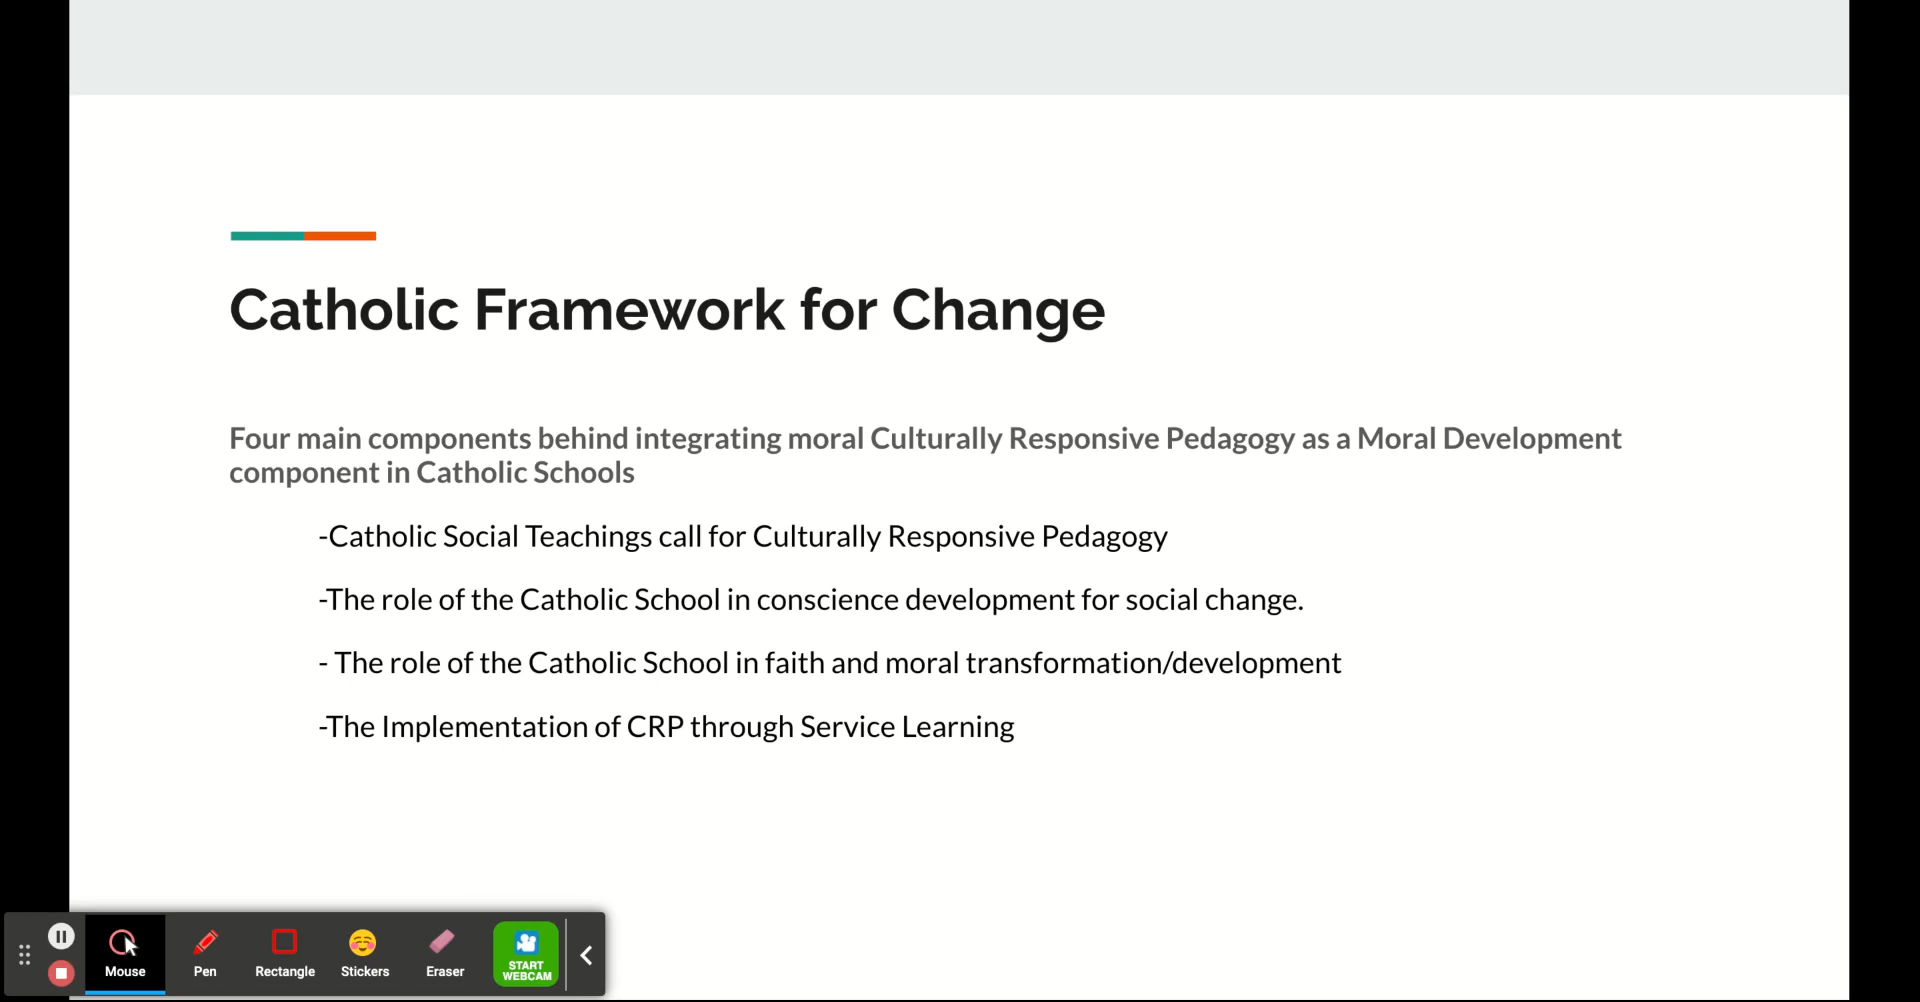 Catholic Framework for Change
Four main components behind integrating moral Culturally Responsive Pedagogy as a Moral Development
component in Catholic Schools
-Catholic Social Teachings call for Culturally Responsive Pedagogy
-The role of the Catholic School in conscience development for social change.
- The role of the Catholic School in faith and moral transformation/development
-The Implementation of CRP through Service Learning
Mouse
Pen
Rectangle
Stickers
Eraser
START
WEBCAM